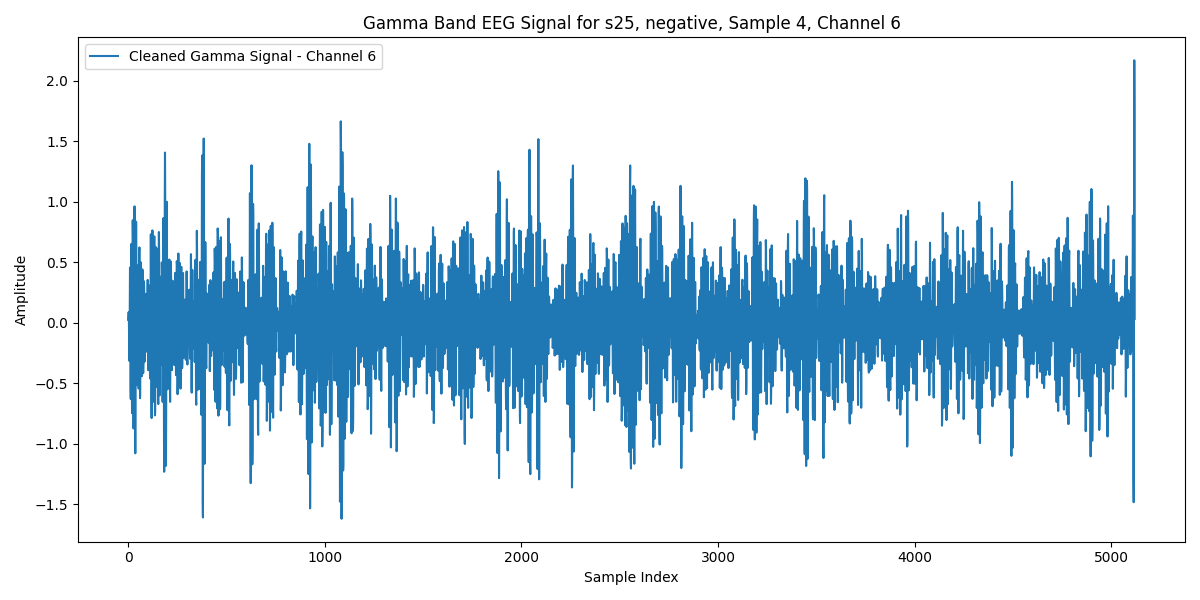 Gamma Band EEG Signal for s25, negative, Sample 4, Channel 6
Cleaned Gamma Signal - Channel 6
Amplitude
2.0
1.5
1.0
0.5
0.0
−0.5
−1.0
−1.5
0 1000 2000 3000 4000 5000
Sample Index